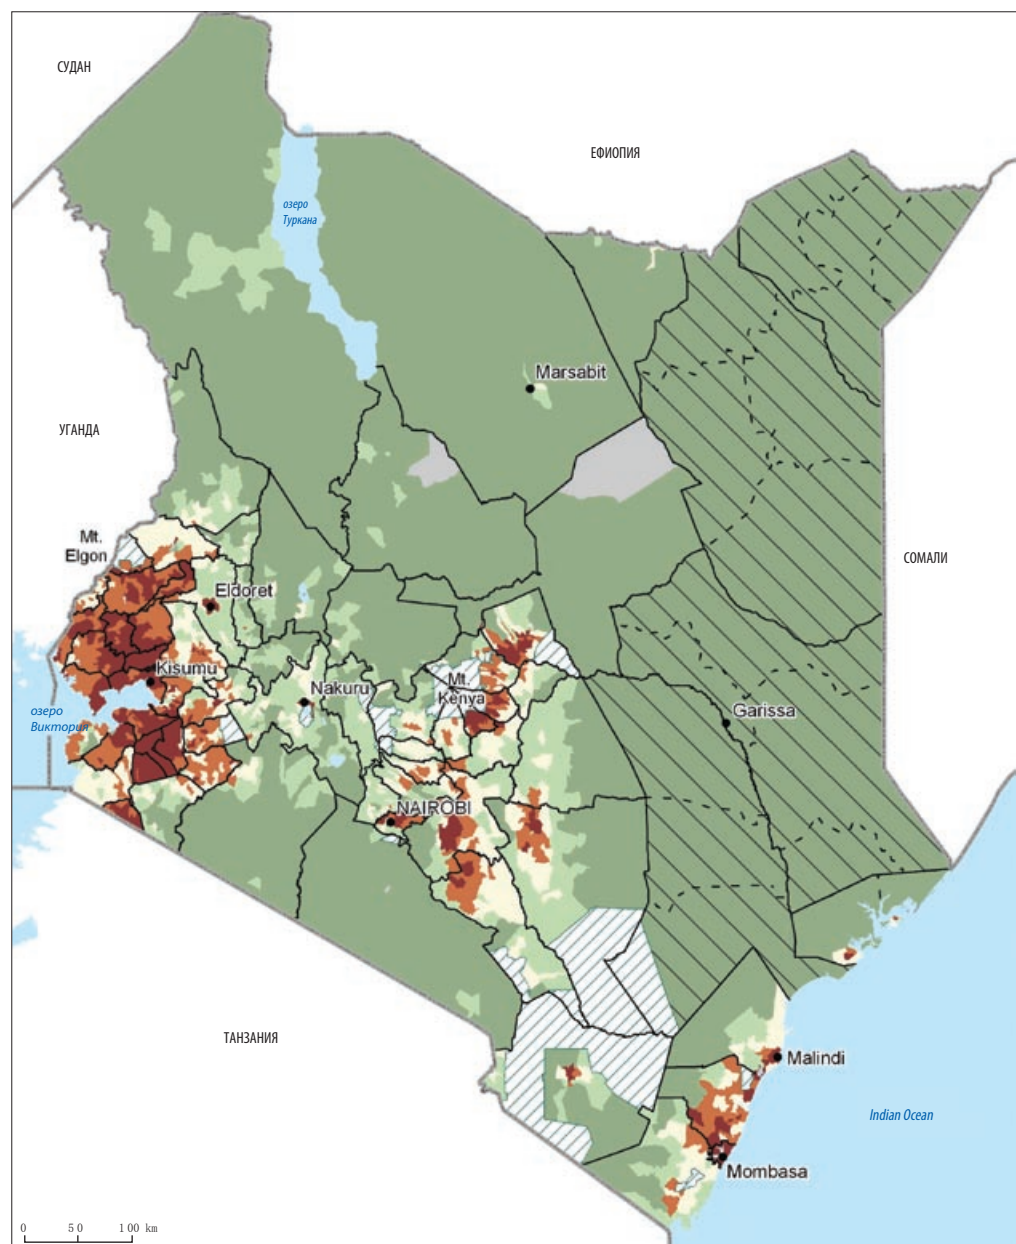 СУДАН
ЕФИОПИЯ
озеро
Туркана
Marsabit
УГАНДА
Mt.
Elgon
СОМАЛИ
Eldoret
Kisumu
Nakuru
Mt.
Kenya
Garissa
озеро
Виктория
NAIROBI
ТАНЗАНИЯ
Malindi
Indian Ocean
Mombasa
0 50 100 km